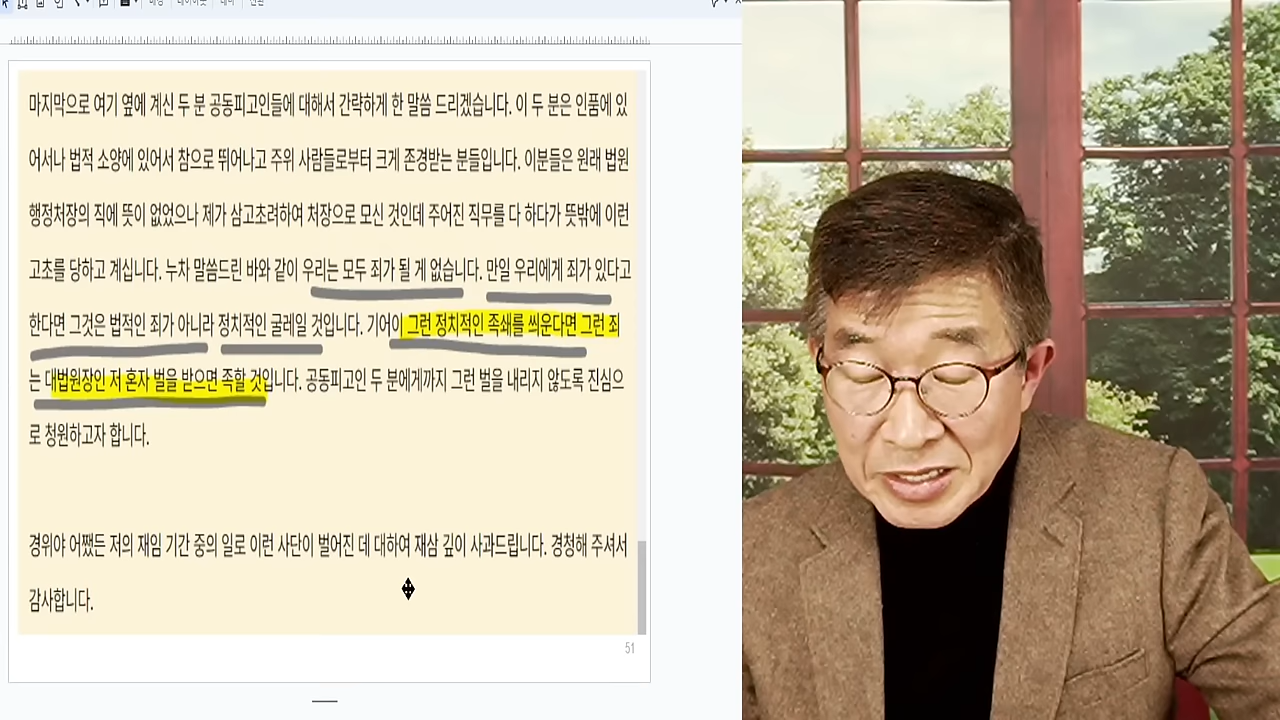 마지막으로 여기 옆에 계신 두 분 공동피고인들에 대해서 간략하게 한 말씀 드리겠습니다. 이 두 분은 인품에 있
어서나 법적 소양에 있어서 참으로 뛰어나고 주위 사람들로부터 크게 존경받는 분들입니다. 이분들은 원래 법원
행정처장의 직에 뜻이 없었으나 제가 삼고초려하여 처장으로 모신 것인데 주어진 직무를 다 하다가 뜻밖에 이런
고초를 당하고 계십니다. 누차 말씀드린 바와 같이 우리는 모두 죄가 될 게 없습니다. 만일 우리에게 죄가 있다고
한다면 그것은 법적인 죄가 아니라 정치적인 굴레일 것입니다. 기어이 그런 정치적인 족쇄를 씌운다면 그런 죄
는 대법원장인 저 혼자 벌을 받으면 족할 것입니다. 공동피고인 두 분에게까지 그런 벌을 내리지 않도록 진심으
로 청원하고자 합니다.
경위야 어쨌든 저의 재임 기간 중의 일로 이런 사단이 벌어진 데 대하여 재삼 깊이 사과드립니다. 경청해 주셔서
감사합니다.
51